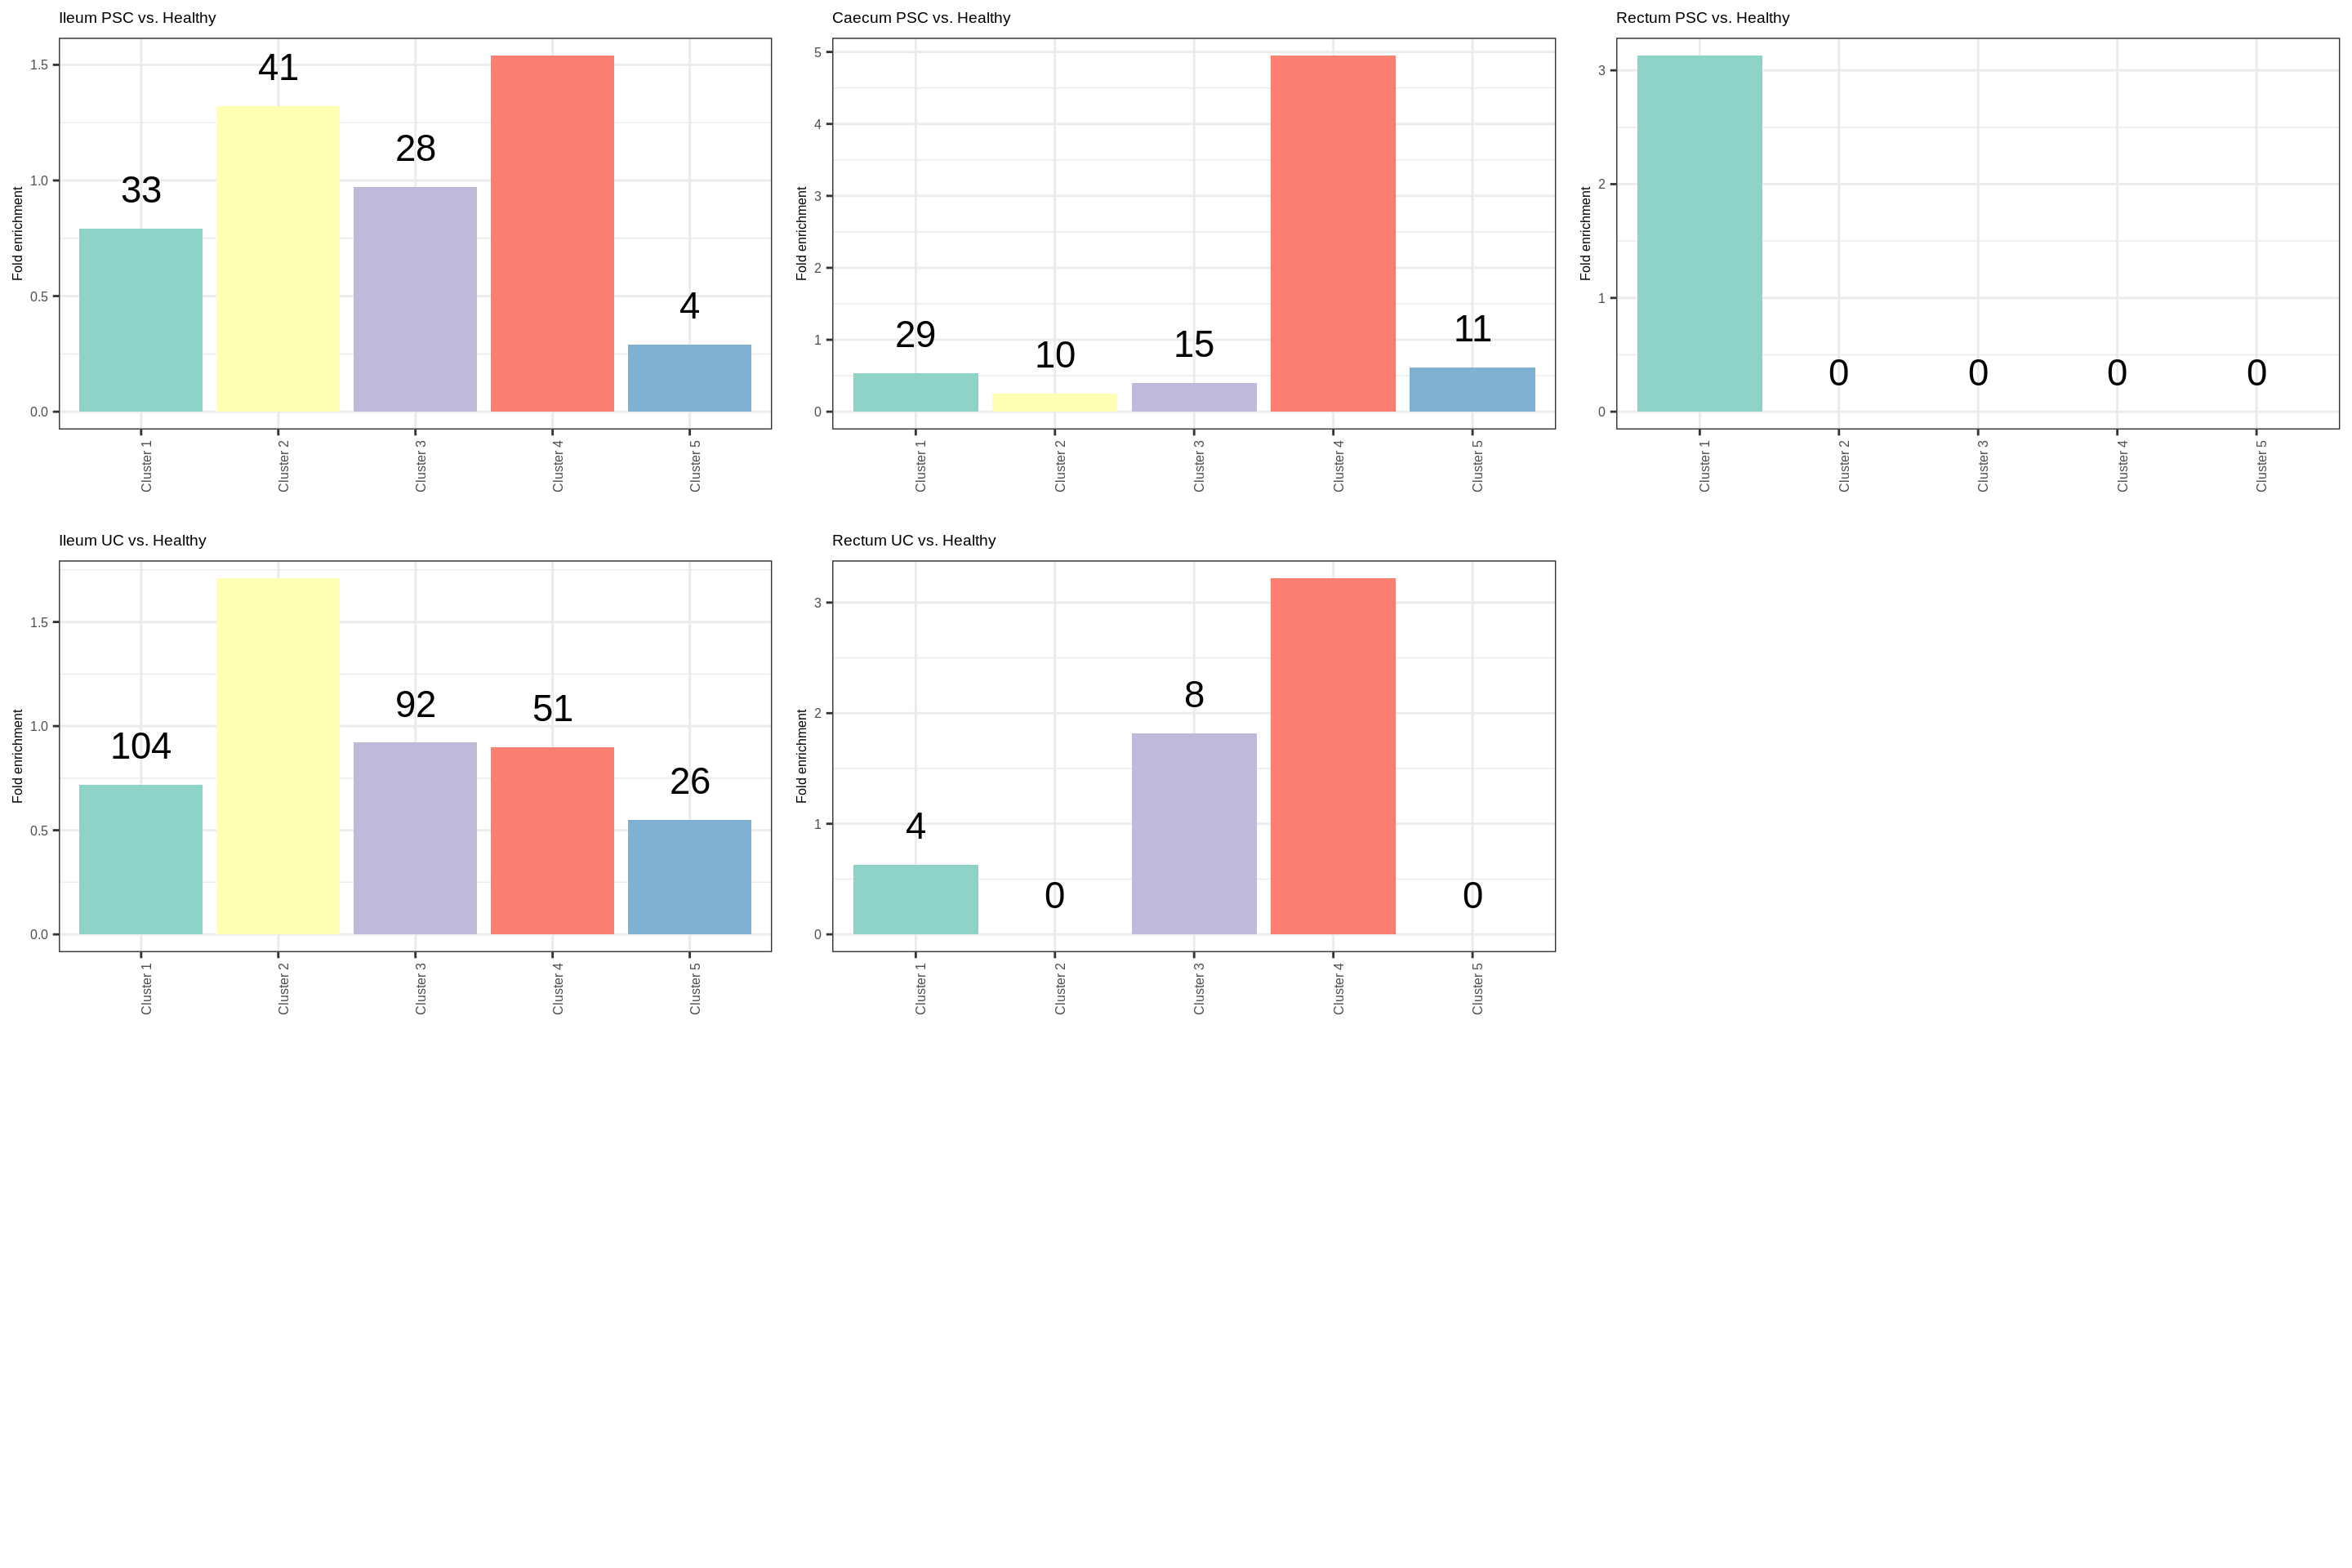 Ileum PSC vs. Healthy
Fold enrichment
1.5
1.0
0.5
0.0
33
41
28
4
Cluster 1
Cluster 2
Cluster 3
Cluster 4
Cluster 5
Caecum PSC vs. Healthy
Fold enrichment
5
4
3
2
1
0
29
10
15
11
Cluster 1
Cluster 2
Cluster 3
Cluster 4
Cluster 5
Rectum PSC vs. Healthy
Fold enrichment
3
2
1
0
0
0
0
0
Cluster 1
Cluster 2
Cluster 3
Cluster 4
Cluster 5
Ileum UC vs. Healthy
Fold enrichment
1.5
1.0
0.5
0.0
104
92
51
26
Cluster 1
Cluster 2
Cluster 3
Cluster 4
Cluster 5
Rectum UC vs. Healthy
Fold enrichment
3
2
1
0
4
0
8
0
Cluster 1
Cluster 2
Cluster 3
Cluster 4
Cluster 5